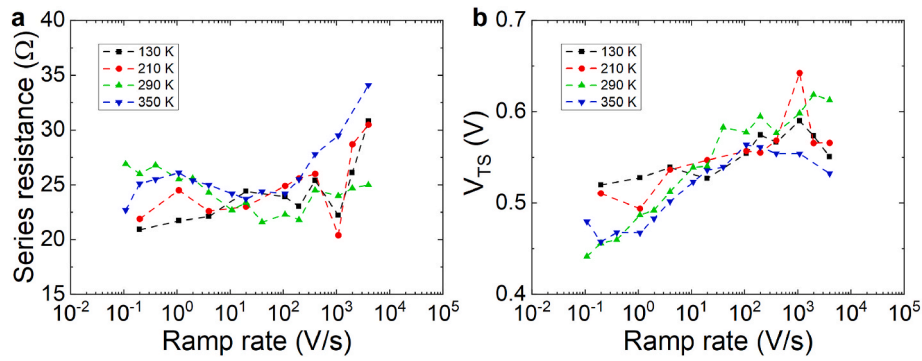 a
40
35
30
25
20
15
Series resistance (Ω)
130 K
210 K
290 K
350 K
10⁻² 10⁻¹ 10⁰ 10¹ 10² 10³ 10⁴ 10⁵
Ramp rate (V/s)
b
0.7
0.6
0.5
0.4
V_TS (V)
130 K
210 K
290 K
350 K
10⁻² 10⁻¹ 10⁰ 10¹ 10² 10³ 10⁴ 10⁵
Ramp rate (V/s)